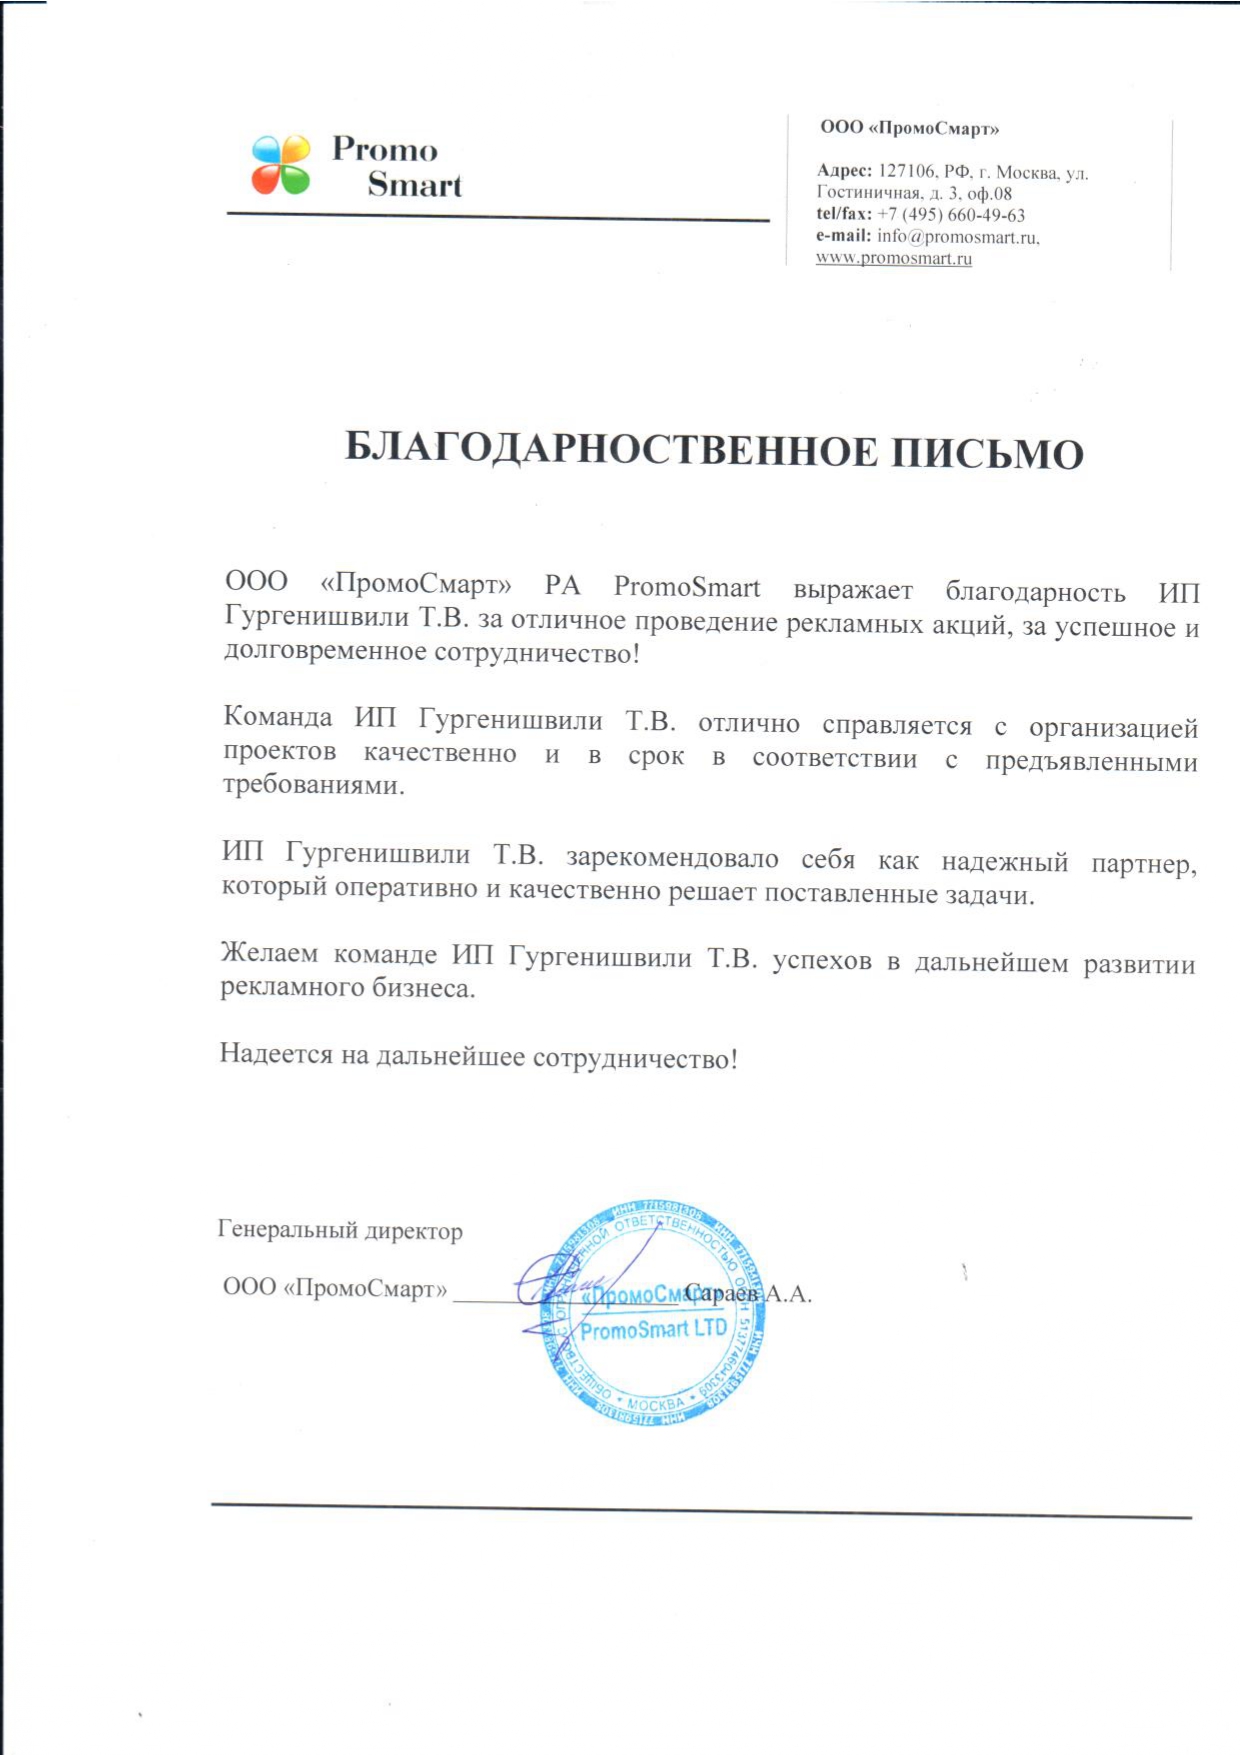 Promo
Smart
ООО «ПромоСмарт»
Адрес: 127106, РФ, г. Москва, ул.
Гостиничная, д. 3, оф.08
tel/fax: +7 (495) 660-49-63
e-mail: info@promosmart.ru,
www.promosmart.ru
БЛАГОДАРНОСТВЕННОЕ ПИСЬМО
ООО «ПромоСмарт» РА PromoSmart выражает благодарность ИП
Гургенишвили Т.В. за отличное проведение рекламных акций, за успешное и
долговременное сотрудничество!
Команда ИП Гургенишвили Т.В. отлично справляется с организацией
проектов качественно и в срок в соответствии с предъявленными
требованиями.
ИП Гургенишвили Т.В. зарекомендовало себя как надежный партнер,
который оперативно и качественно решает поставленные задачи.
Желаем команде ИП Гургенишвили Т.В. успехов в дальнейшем развитии
рекламного бизнеса.
Надеется на дальнейшее сотрудничество!
Генеральный директор
ООО «ПромоСмарт» ________________ Сараев А.А.
«ПромоСмарт»
PromoSmart LTD
ОТВЕТСТВЕННОСТЬЮ
ОБЩЕСТВО
• МОСКВА •
5137746043309
ИНН 7715981308